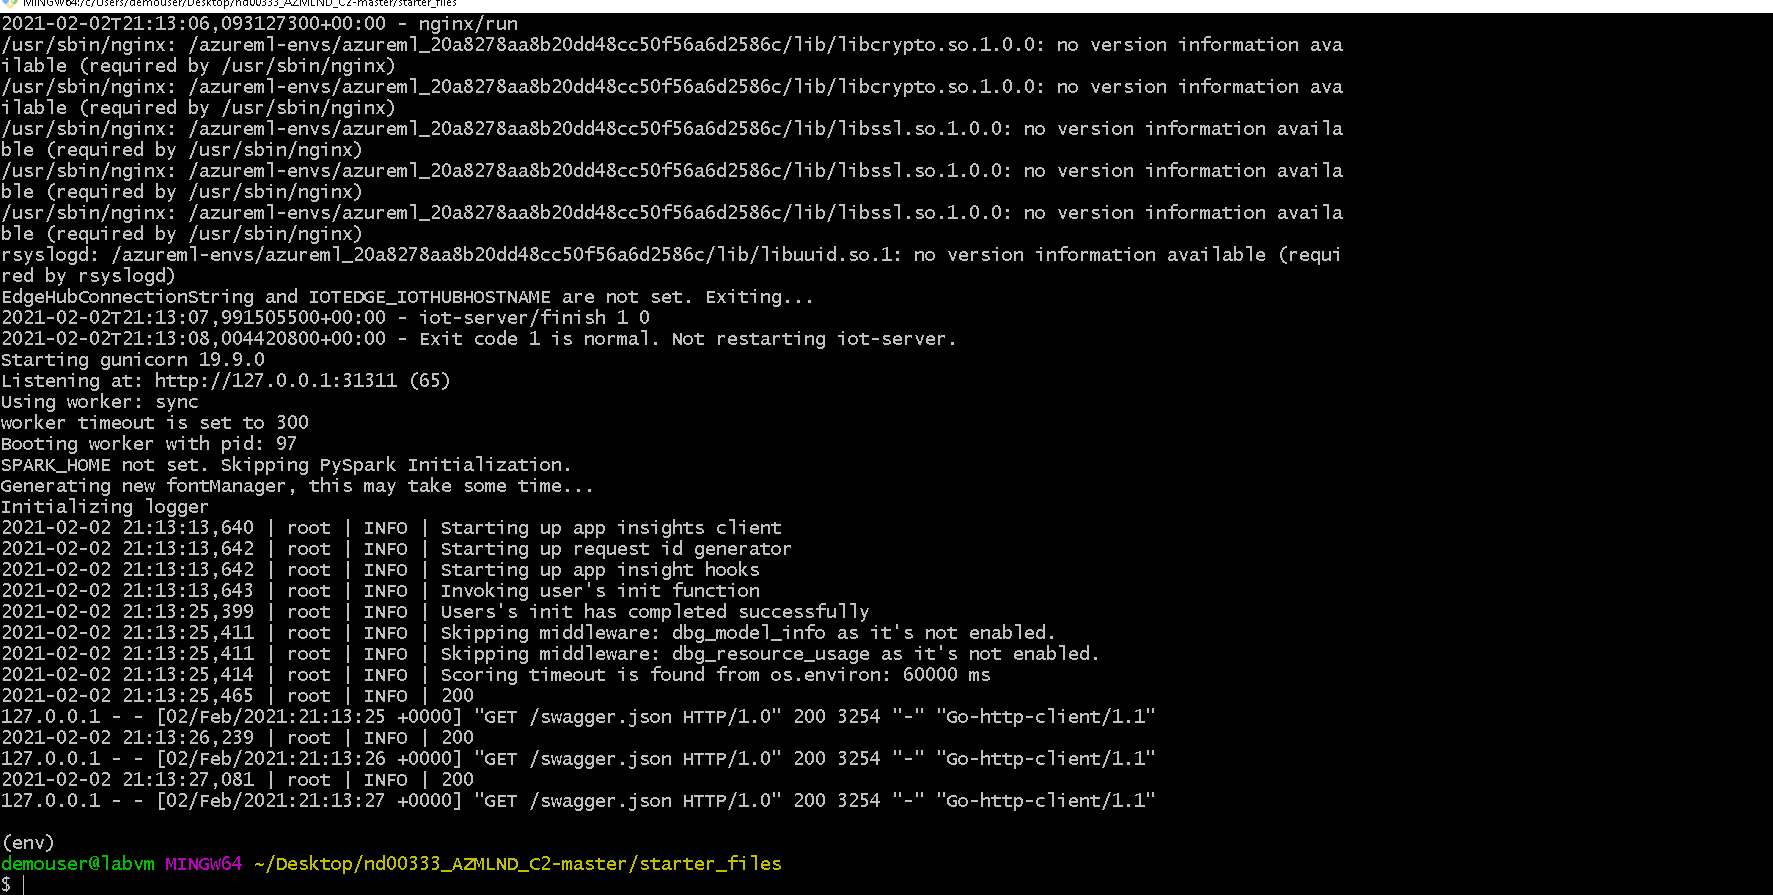 MINGW64:/c/Users/demouser/Desktop/nd00333_AZMLND_C2-master/starter_files
2021-02-02T21:13:06,093127300+00:00 - nginx/run
/usr/sbin/nginx: /azureml-envs/azureml_20a8278aa8b20dd48cc50f56a6d2586c/lib/libcrypto.so.1.0.0: no version information ava
ilable (required by /usr/sbin/nginx)
/usr/sbin/nginx: /azureml-envs/azureml_20a8278aa8b20dd48cc50f56a6d2586c/lib/libcrypto.so.1.0.0: no version information ava
ilable (required by /usr/sbin/nginx)
/usr/sbin/nginx: /azureml-envs/azureml_20a8278aa8b20dd48cc50f56a6d2586c/lib/libssl.so.1.0.0: no version information availa
ble (required by /usr/sbin/nginx)
/usr/sbin/nginx: /azureml-envs/azureml_20a8278aa8b20dd48cc50f56a6d2586c/lib/libssl.so.1.0.0: no version information availa
ble (required by /usr/sbin/nginx)
/usr/sbin/nginx: /azureml-envs/azureml_20a8278aa8b20dd48cc50f56a6d2586c/lib/libssl.so.1.0.0: no version information availa
ble (required by /usr/sbin/nginx)
rsyslogd: /azureml-envs/azureml_20a8278aa8b20dd48cc50f56a6d2586c/lib/libuuid.so.1: no version information available (requi
red by rsyslogd)
EdgeHubConnectionString and IOTEDGE_IOTHUBHOSTNAME are not set. Exiting...
2021-02-02T21:13:07,991505500+00:00 - iot-server/finish 1 0
2021-02-02T21:13:08,004420800+00:00 - Exit code 1 is normal. Not restarting iot-server.
Starting gunicorn 19.9.0
Listening at: http://127.0.0.1:31311 (65)
Using worker: sync
worker timeout is set to 300
Booting worker with pid: 97
SPARK_HOME not set. Skipping PySpark Initialization.
Generating new fontManager, this may take some time...
Initializing logger
2021-02-02 21:13:13,640 | root | INFO | Starting up app insights client
2021-02-02 21:13:13,642 | root | INFO | Starting up request id generator
2021-02-02 21:13:13,642 | root | INFO | Starting up app insight hooks
2021-02-02 21:13:13,643 | root | INFO | Invoking user's init function
2021-02-02 21:13:25,399 | root | INFO | Users's init has completed successfully
2021-02-02 21:13:25,411 | root | INFO | Skipping middleware: dbg_model_info as it's not enabled.
2021-02-02 21:13:25,411 | root | INFO | Skipping middleware: dbg_resource_usage as it's not enabled.
2021-02-02 21:13:25,414 | root | INFO | Scoring timeout is found from os.environ: 60000 ms
2021-02-02 21:13:25,465 | root | INFO | 200
127.0.0.1 - - [02/Feb/2021:21:13:25 +0000] "GET /swagger.json HTTP/1.0" 200 3254 "-" "Go-http-client/1.1"
2021-02-02 21:13:26,239 | root | INFO | 200
127.0.0.1 - - [02/Feb/2021:21:13:26 +0000] "GET /swagger.json HTTP/1.0" 200 3254 "-" "Go-http-client/1.1"
2021-02-02 21:13:27,081 | root | INFO | 200
127.0.0.1 - - [02/Feb/2021:21:13:27 +0000] "GET /swagger.json HTTP/1.0" 200 3254 "-" "Go-http-client/1.1"
(env)
demouser@labvm MINGW64 ~/Desktop/nd00333_AZMLND_C2-master/starter_files
$